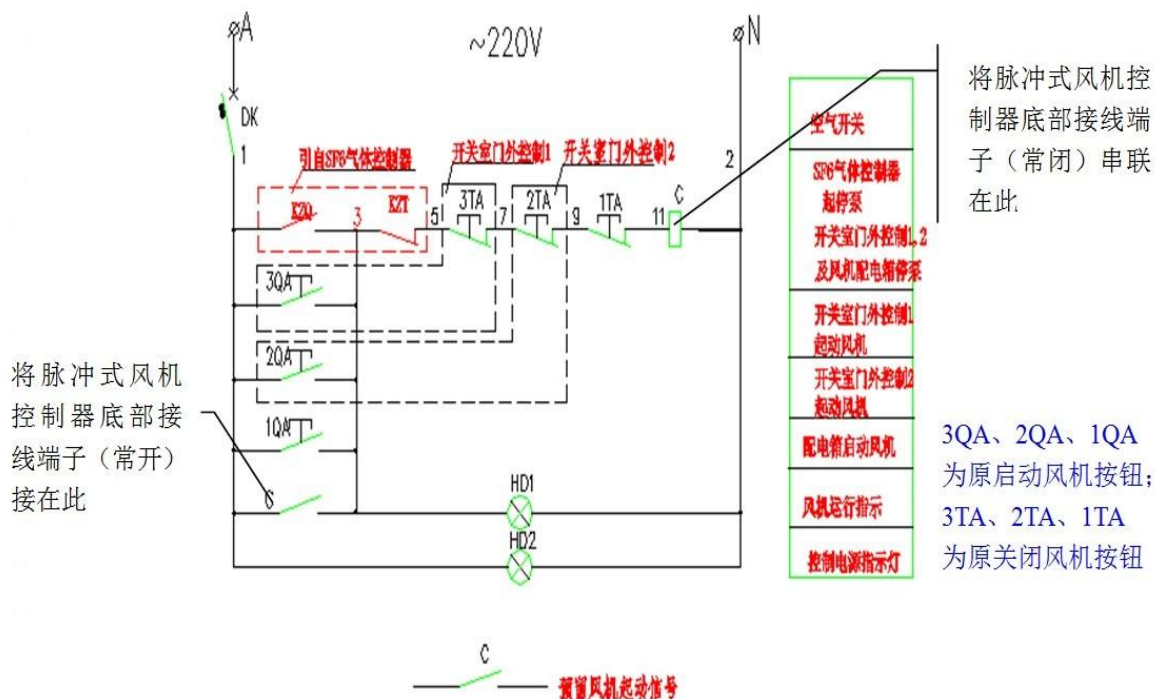 A
~220V
N
DK
1
2
引自SF6气体控制器
开关室门外控制1
开关室门外控制2
KZQ
3
KZT
5
3TA
7
2TA
9
1TA
11
C
3QA
2QA
1QA
C
HD1
HD2
将脉冲式风机控
制器底部接线端
子（常闭）串联
在此
将脉冲式风机
控制器底部接
线端子（常开）
接在此
空气开关
SF6气体控制器
起停泵
开关室门外控制1,2
及风机配电箱停泵
开关室门外控制1
起动风机
开关室门外控制2
起动风机
配电箱启动风机
风机运行指示
控制电源指示灯
3QA、2QA、1QA
为原启动风机按钮；
3TA、2TA、1TA
为原关闭风机按钮
C
预留风机起动信号